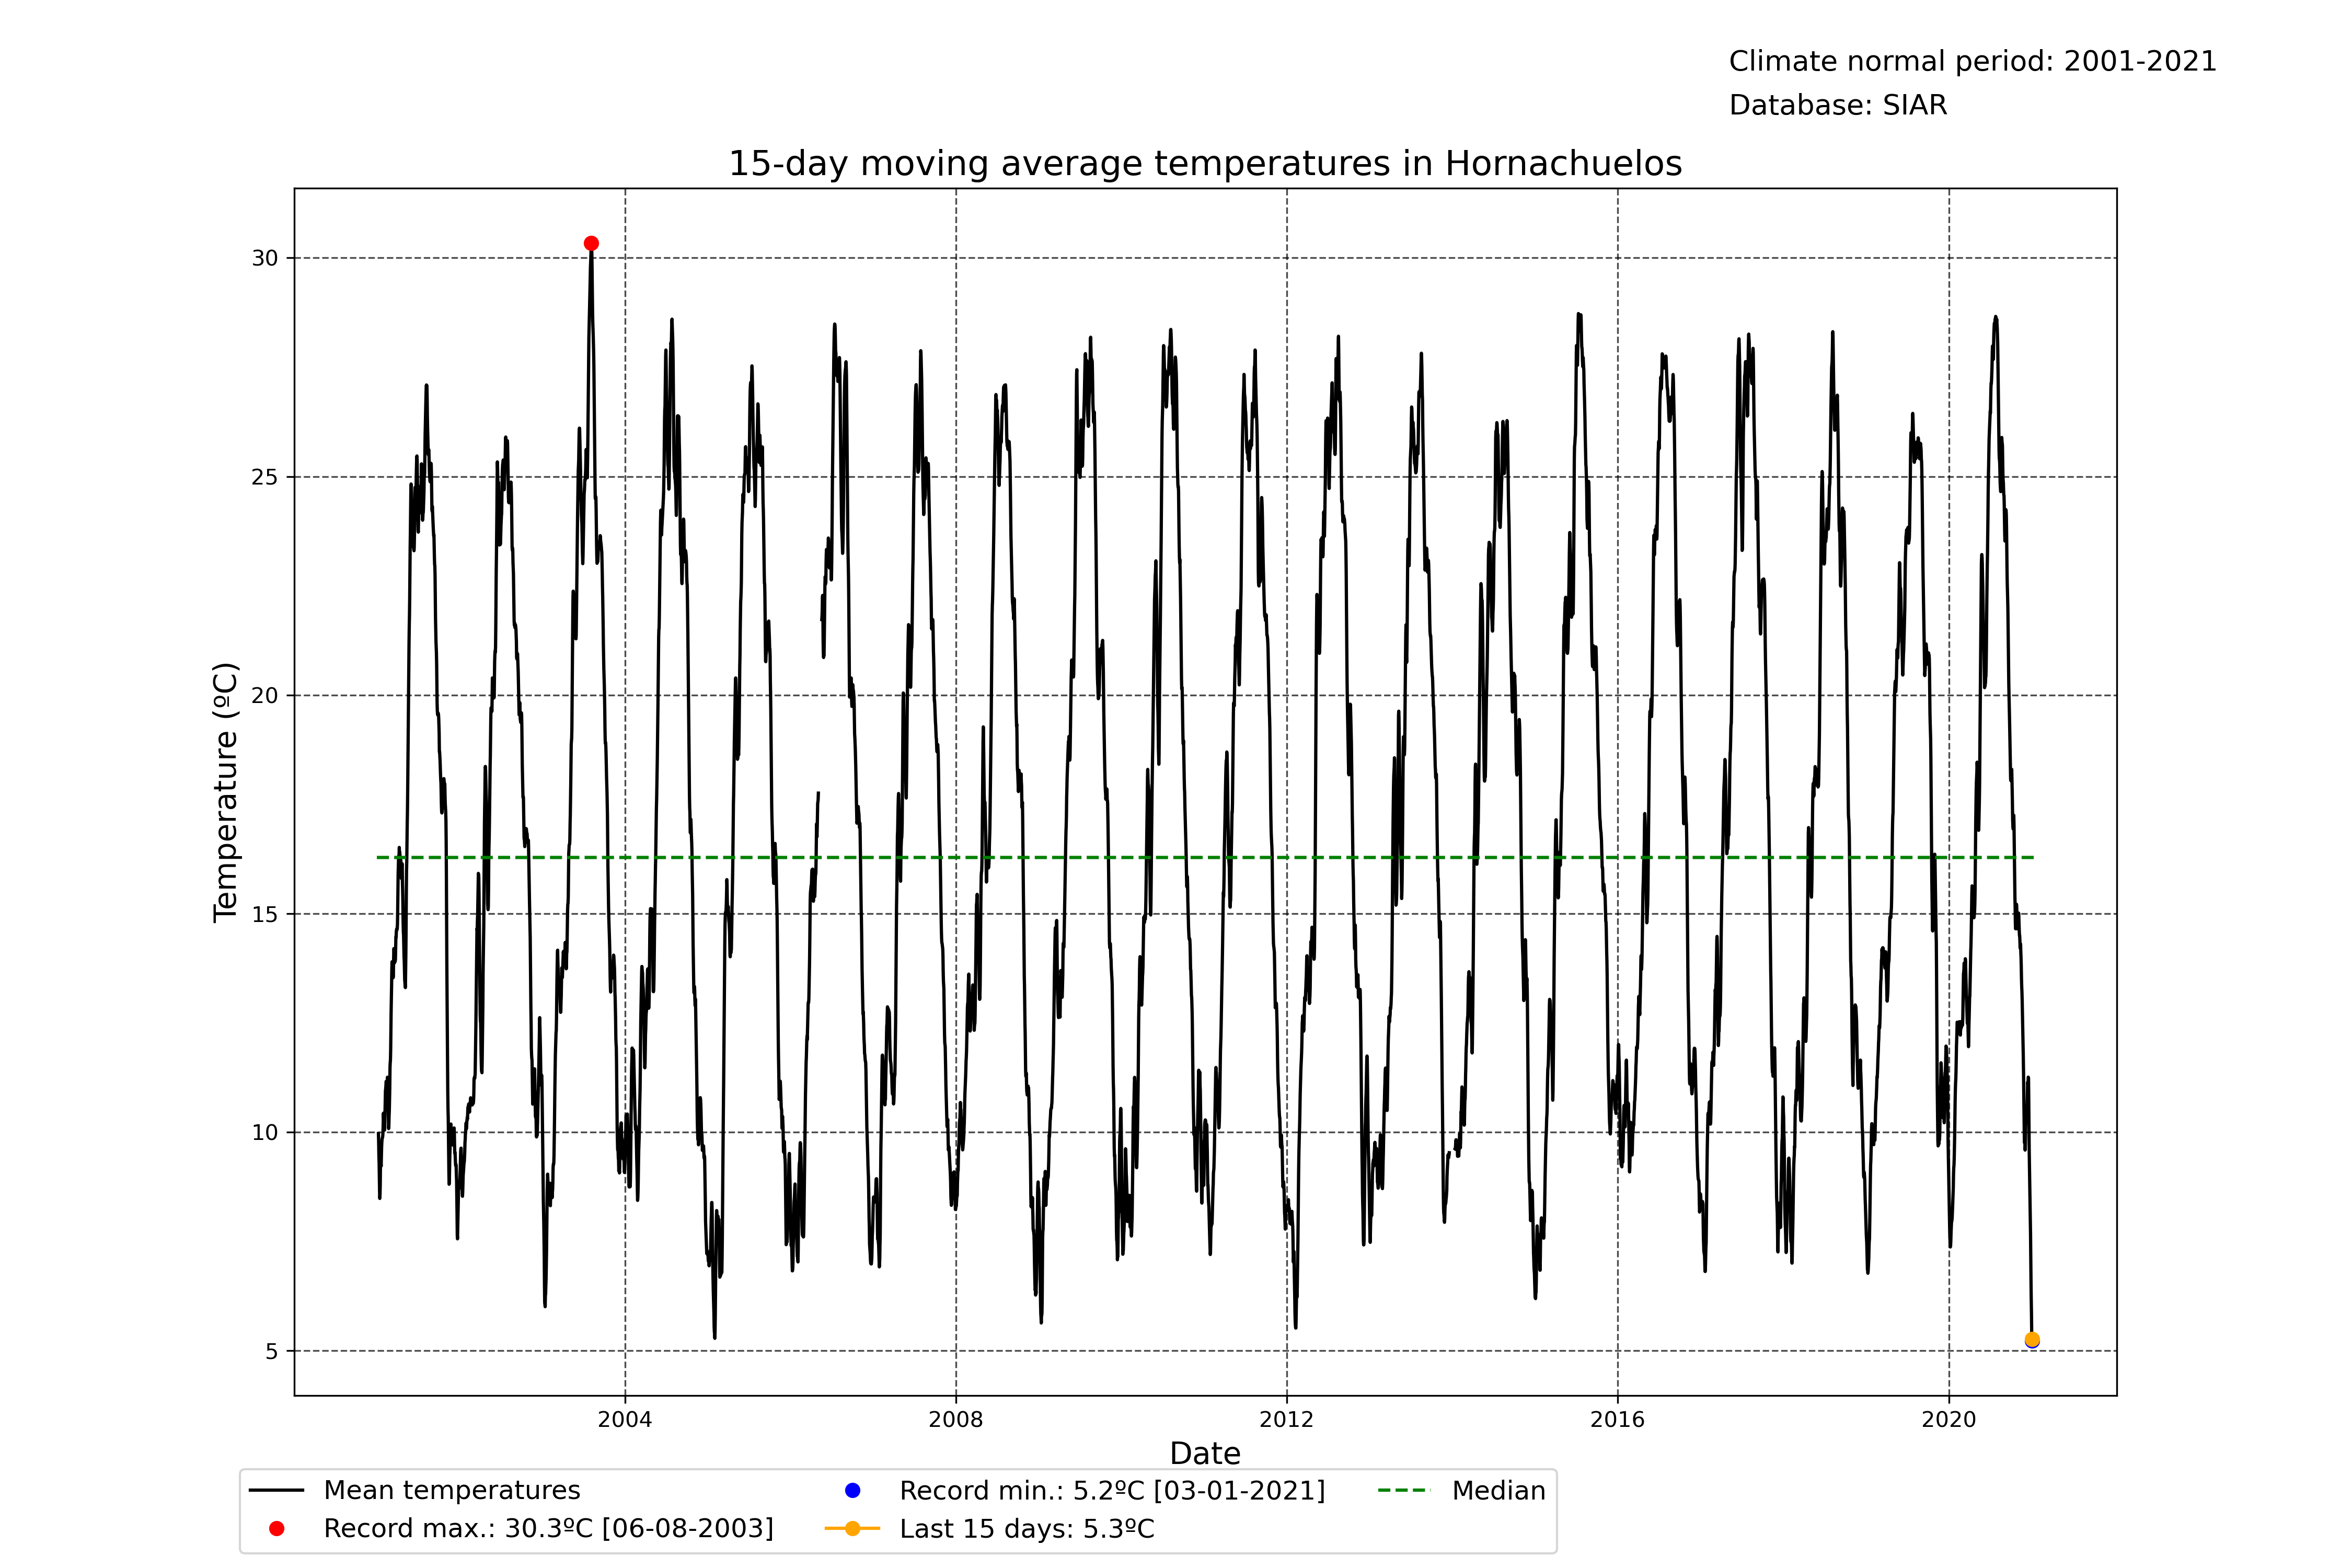 Climate normal period: 2001-2021
Database: SIAR
15-day moving average temperatures in Hornachuelos
30
25
20
15
10
5
Temperature (ºC)
2004 2008 2012 2016 2020
Date
Mean temperatures
Record max.: 30.3ºC [06-08-2003]
Record min.: 5.2ºC [03-01-2021]
Last 15 days: 5.3ºC
Median